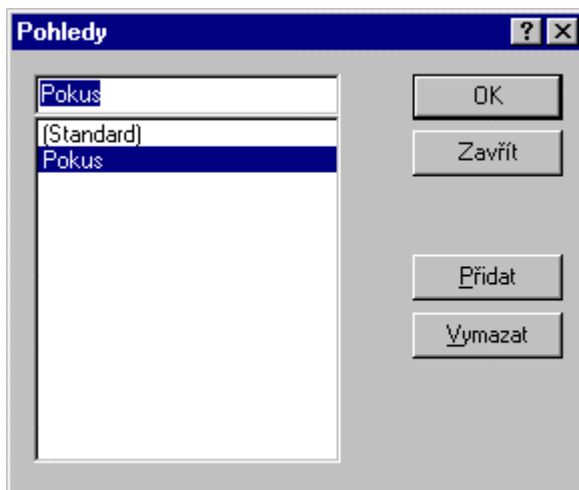 Pohledy
Pokus
(Standard)
Pokus
OK
Zavřít
Přidat
Vymazat